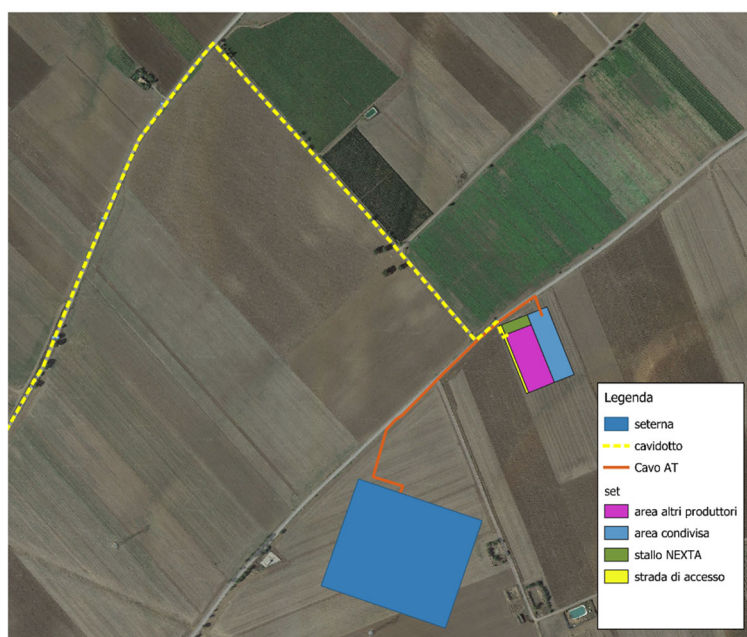 Legenda
seterna
cavidotto
Cavo AT
set
area altri produttori
area condivisa
stallo NEXTA
strada di accesso